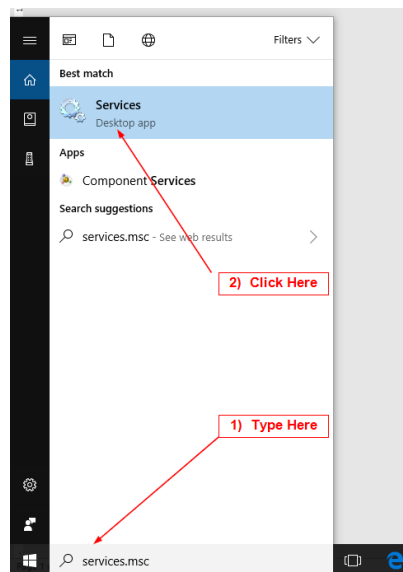 Filters
Best match
Services
Desktop app
Apps
Component Services
Search suggestions
services.msc - See web results
2) Click Here
1) Type Here
services.msc